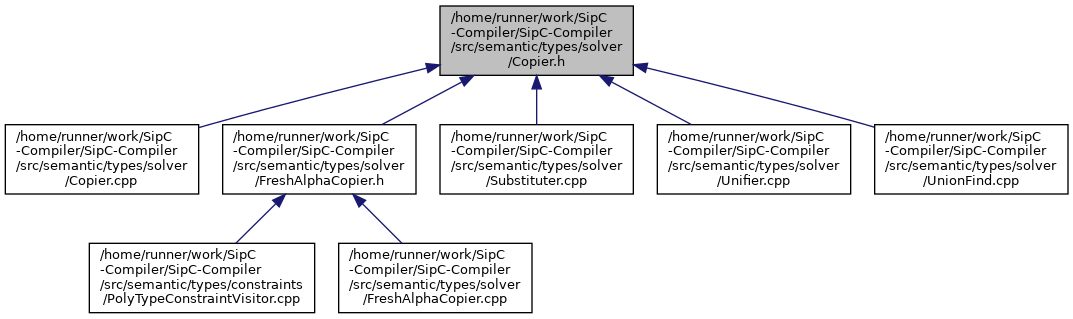 /home/runner/work/SipC
-Compiler/SipC-Compiler
/src/semantic/types/solver
/Copier.h
/home/runner/work/SipC
-Compiler/SipC-Compiler
/src/semantic/types/solver
/Copier.cpp
/home/runner/work/SipC
-Compiler/SipC-Compiler
/src/semantic/types/solver
/FreshAlphaCopier.h
/home/runner/work/SipC
-Compiler/SipC-Compiler
/src/semantic/types/solver
/Substituter.cpp
/home/runner/work/SipC
-Compiler/SipC-Compiler
/src/semantic/types/solver
/Unifier.cpp
/home/runner/work/SipC
-Compiler/SipC-Compiler
/src/semantic/types/solver
/UnionFind.cpp
/home/runner/work/SipC
-Compiler/SipC-Compiler
/src/semantic/types/constraints
/PolyTypeConstraintVisitor.cpp
/home/runner/work/SipC
-Compiler/SipC-Compiler
/src/semantic/types/solver
/FreshAlphaCopier.cpp